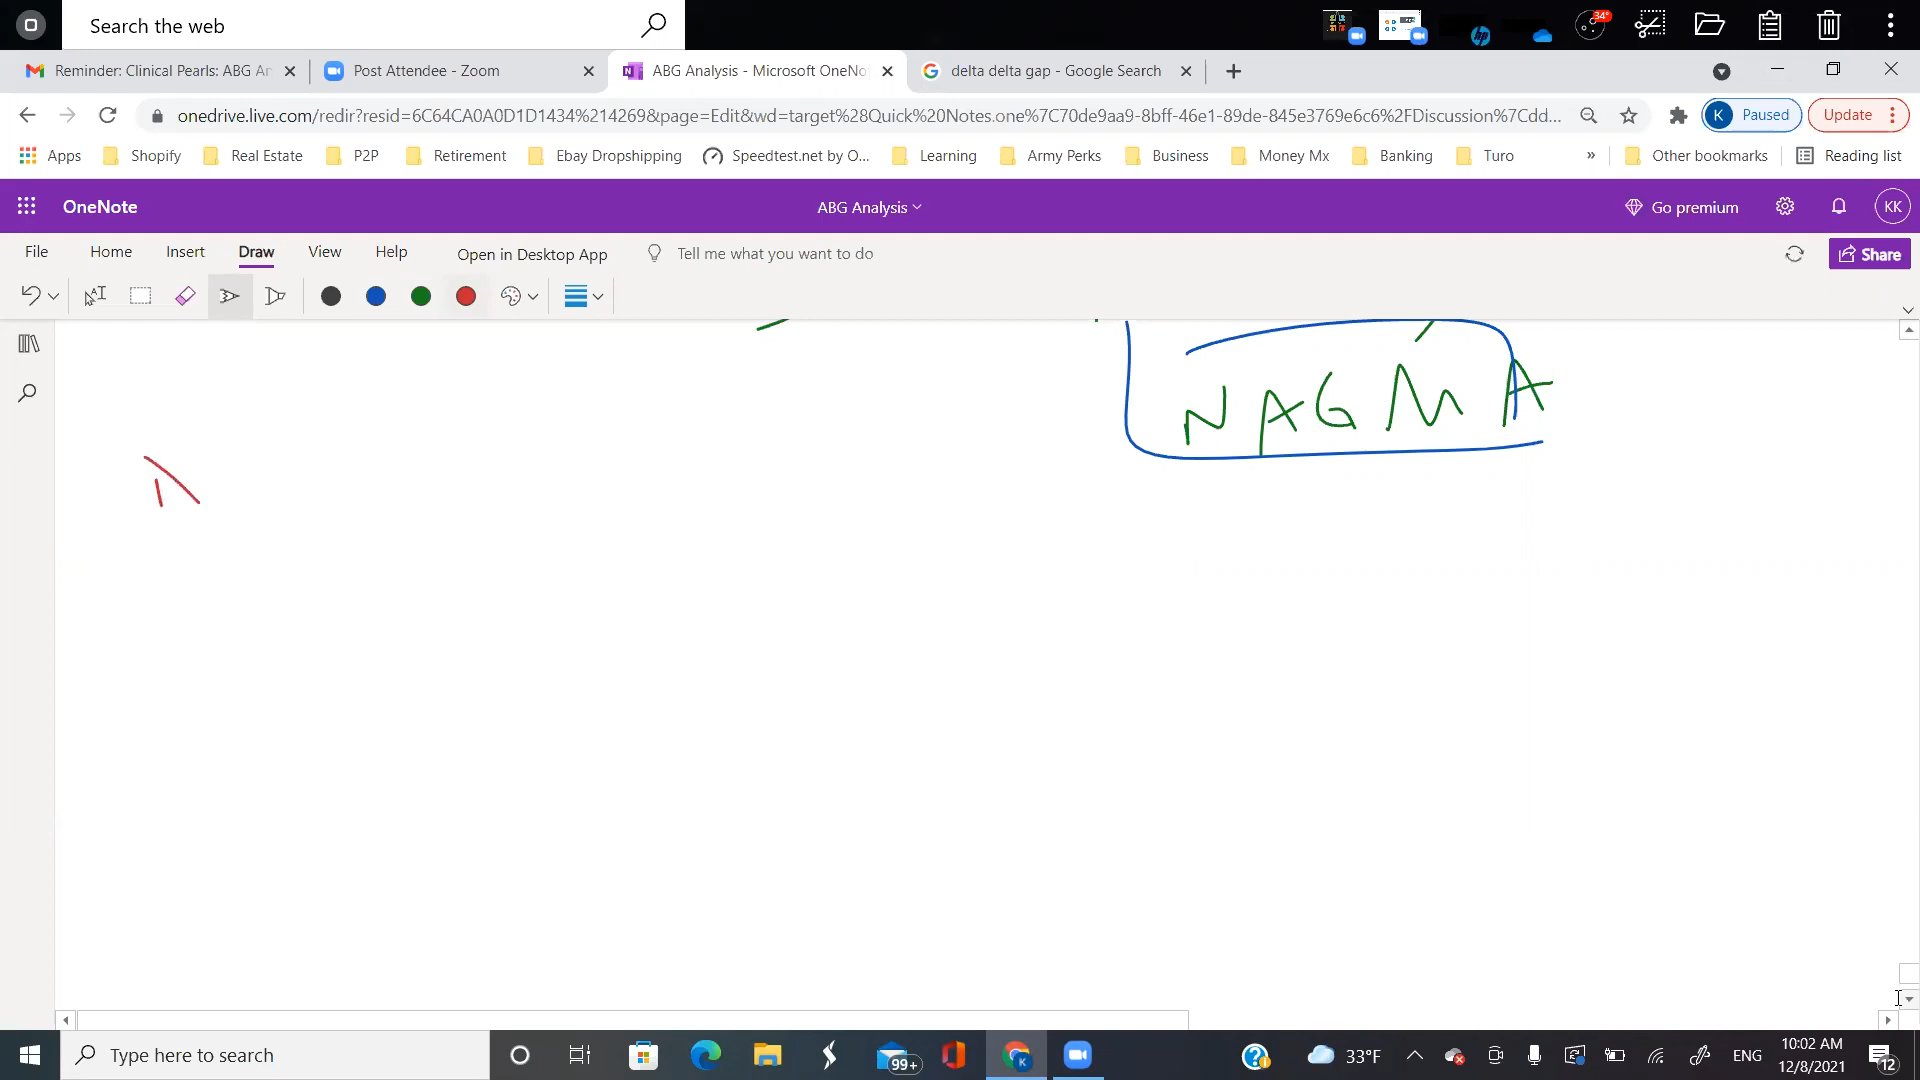 Search the web
34°
Reminder: Clinical Pearls: ABG An
Post Attendee - Zoom
ABG Analysis - Microsoft OneNo
delta delta gap - Google Search
onedrive.live.com/redir?resid=6C64CA0A0D1D1434%214269&page=Edit&wd=target%28Quick%20Notes.one%7C70de9aa9-8bff-46e1-89de-845e3769e6c6%2FDiscussion%7Cdd...
K Paused
Update
Apps Shopify Real Estate P2P Retirement Ebay Dropshipping Speedtest.net by O... Learning Army Perks Business Money Mx Banking Turo » Other bookmarks Reading list
OneNote
ABG Analysis
Go premium
KK
File Home Insert Draw View Help Open in Desktop App Tell me what you want to do
Share
NAGMA
Type here to search
99+
33°F
ENG
10:02 AM
12/8/2021
12